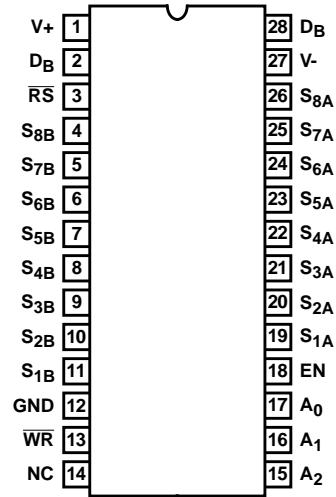 V+ 1 28 D_B
D_B 2 27 V-
R̅S̅ 3 26 S_8A
S_8B 4 25 S_7A
S_7B 5 24 S_6A
S_6B 6 23 S_5A
S_5B 7 22 S_4A
S_4B 8 21 S_3A
S_3B 9 20 S_2A
S_2B 10 19 S_1A
S_1B 11 18 EN
GND 12 17 A_0
W̅R̅ 13 16 A_1
NC 14 15 A_2